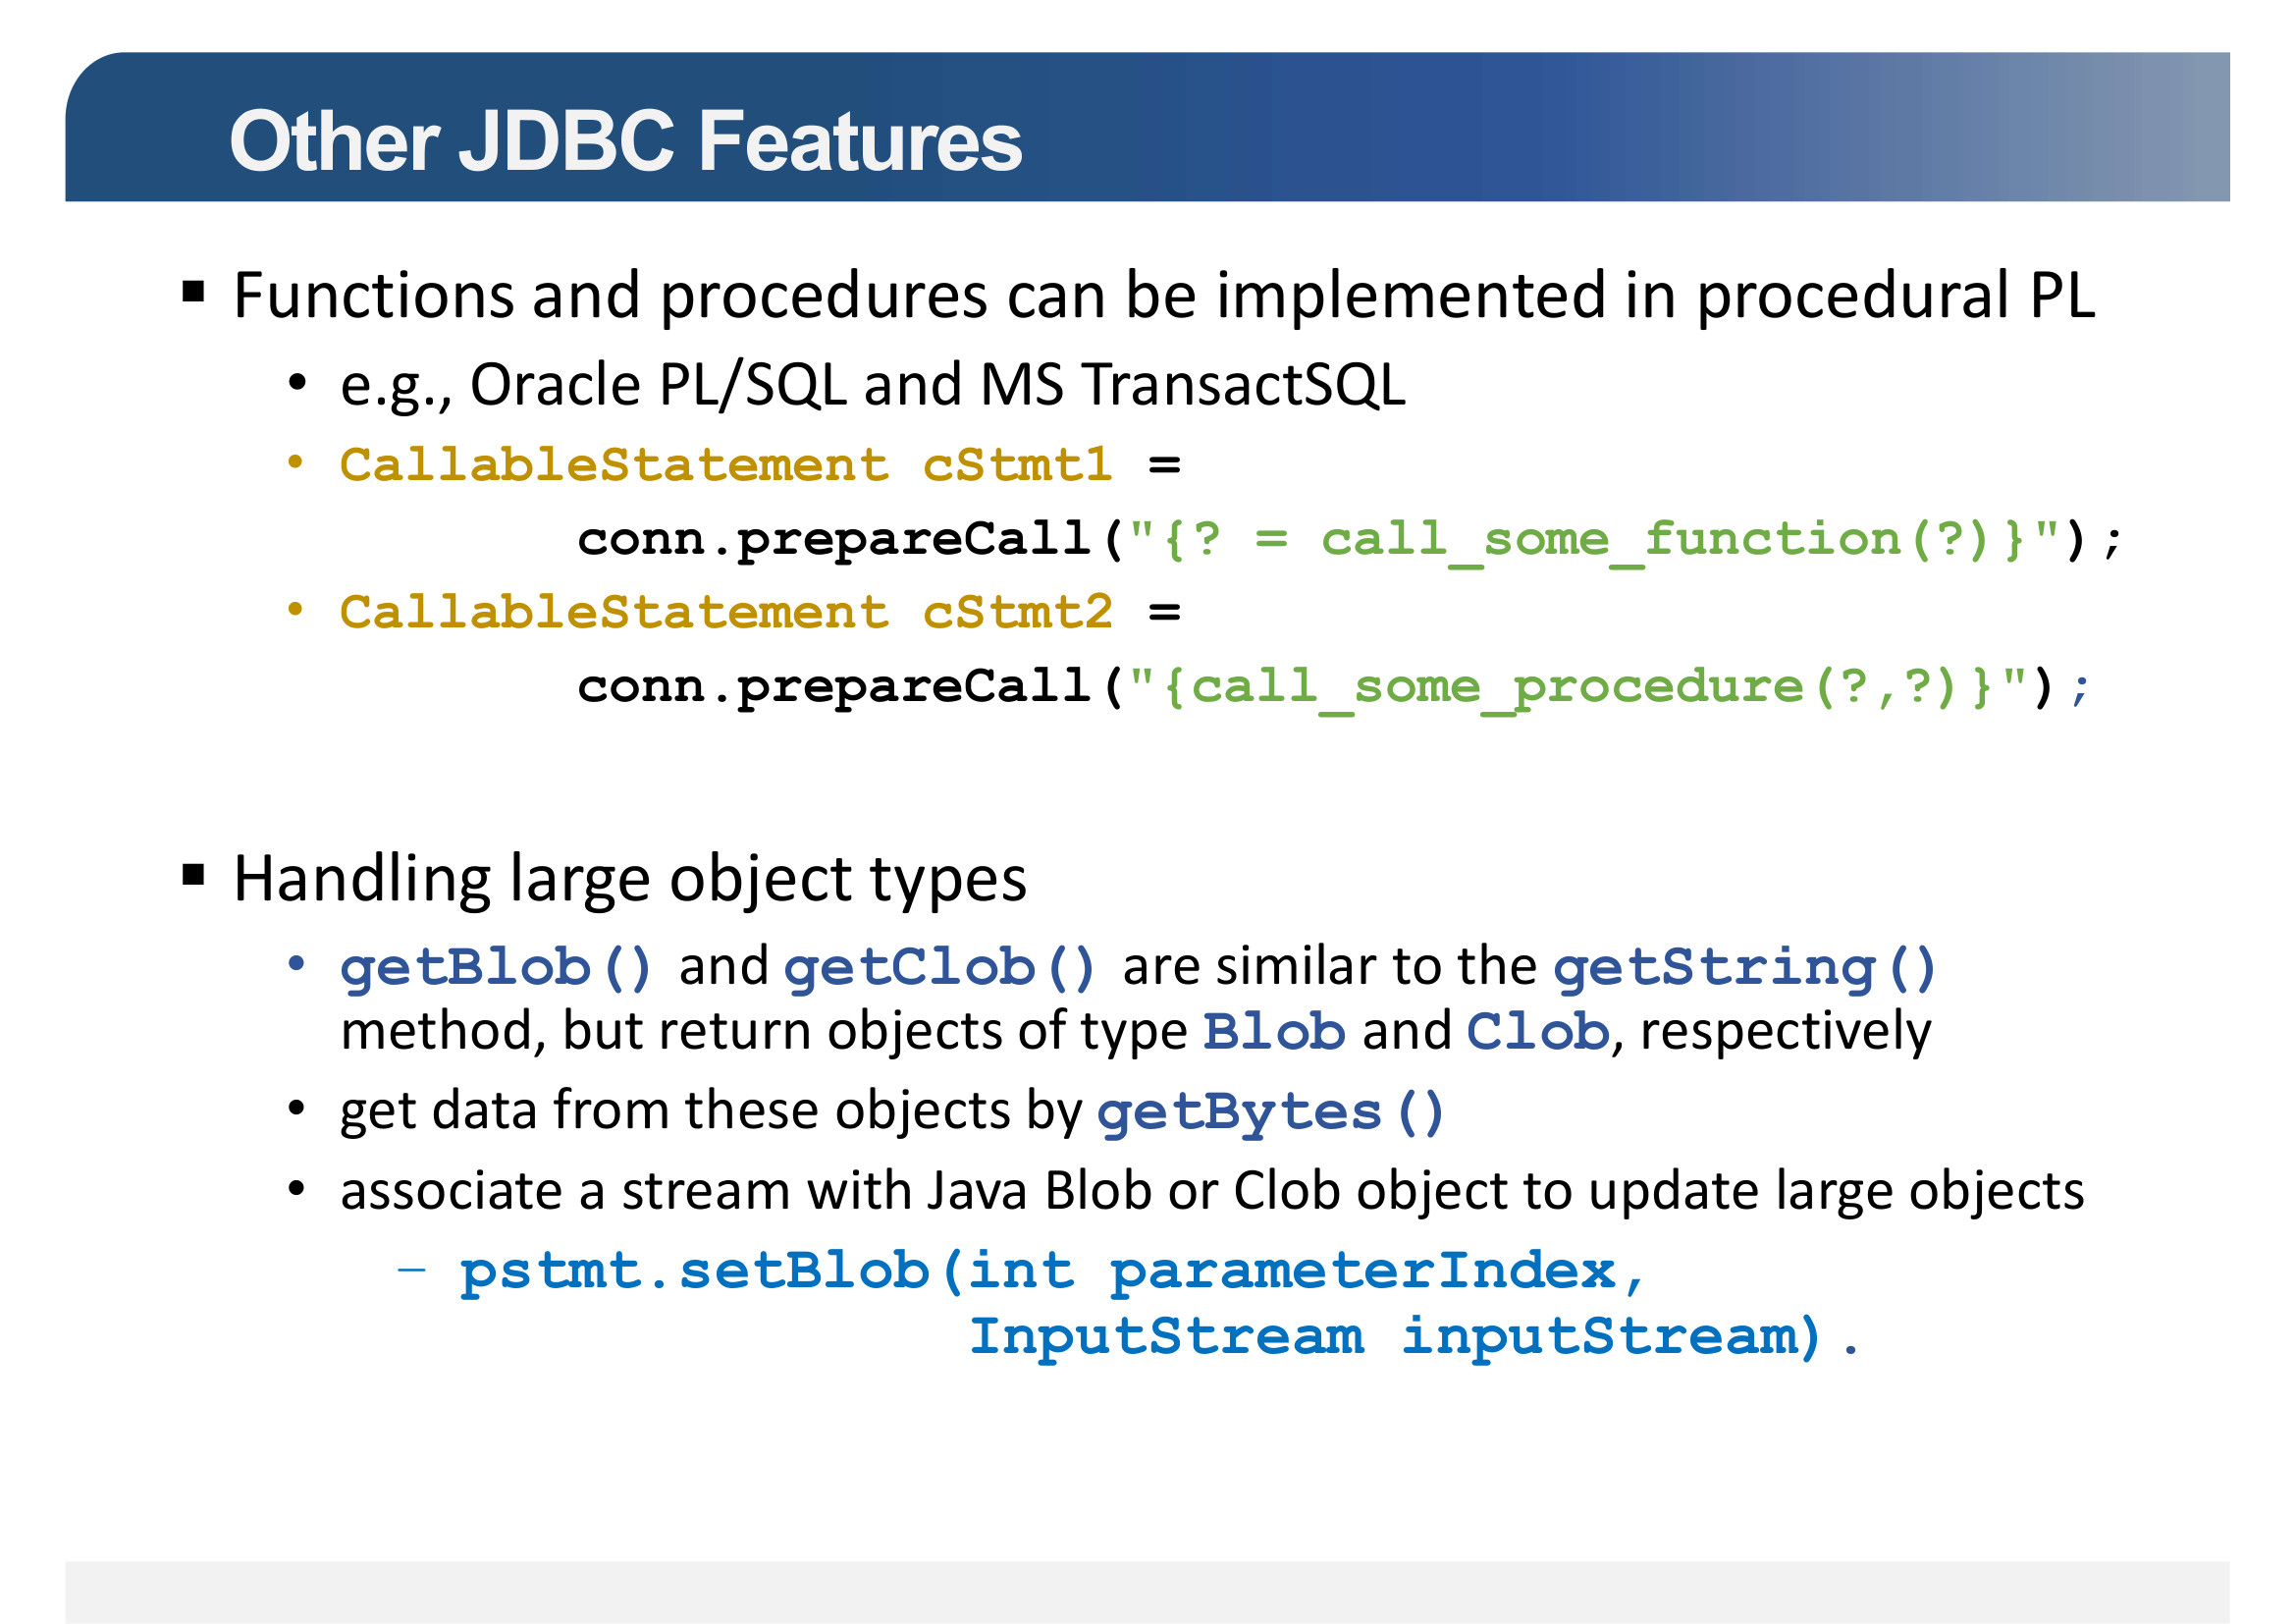 Other JDBC Features
▪ Functions and procedures can be implemented in procedural PL
• e.g., Oracle PL/SQL and MS TransactSQL
• CallableStatement cStmt1 =
conn.prepareCall("{? = call_some_function(?)}");
• CallableStatement cStmt2 =
conn.prepareCall("{call_some_procedure(?,?)}");
▪ Handling large object types
• getBlob() and getClob() are similar to the getString()
method, but return objects of type Blob and Clob, respectively
• get data from these objects by getBytes()
• associate a stream with Java Blob or Clob object to update large objects
– pstmt.setBlob(int parameterIndex,
InputStream inputStream).